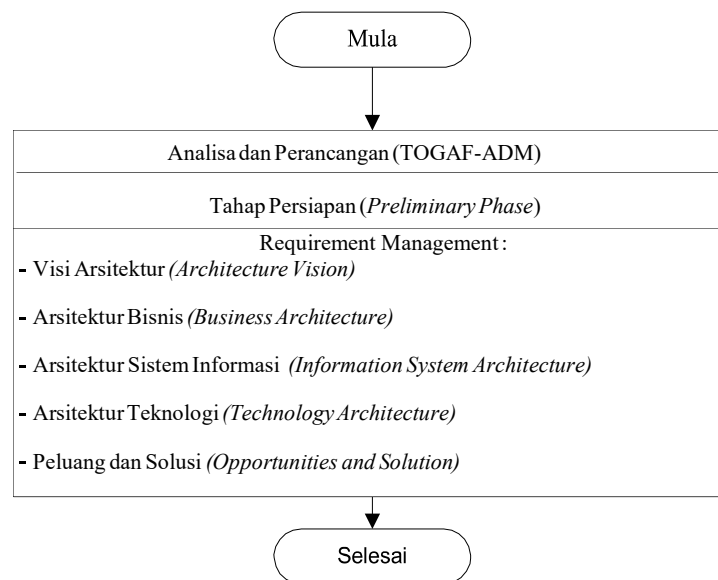 Mula
Analisa dan Perancangan (TOGAF-ADM)
Tahap Persiapan (Preliminary Phase)
Requirement Management :
- Visi Arsitektur (Architecture Vision)
- Arsitektur Bisnis (Business Architecture)
- Arsitektur Sistem Informasi (Information System Architecture)
- Arsitektur Teknologi (Technology Architecture)
- Peluang dan Solusi (Opportunities and Solution)
Selesai